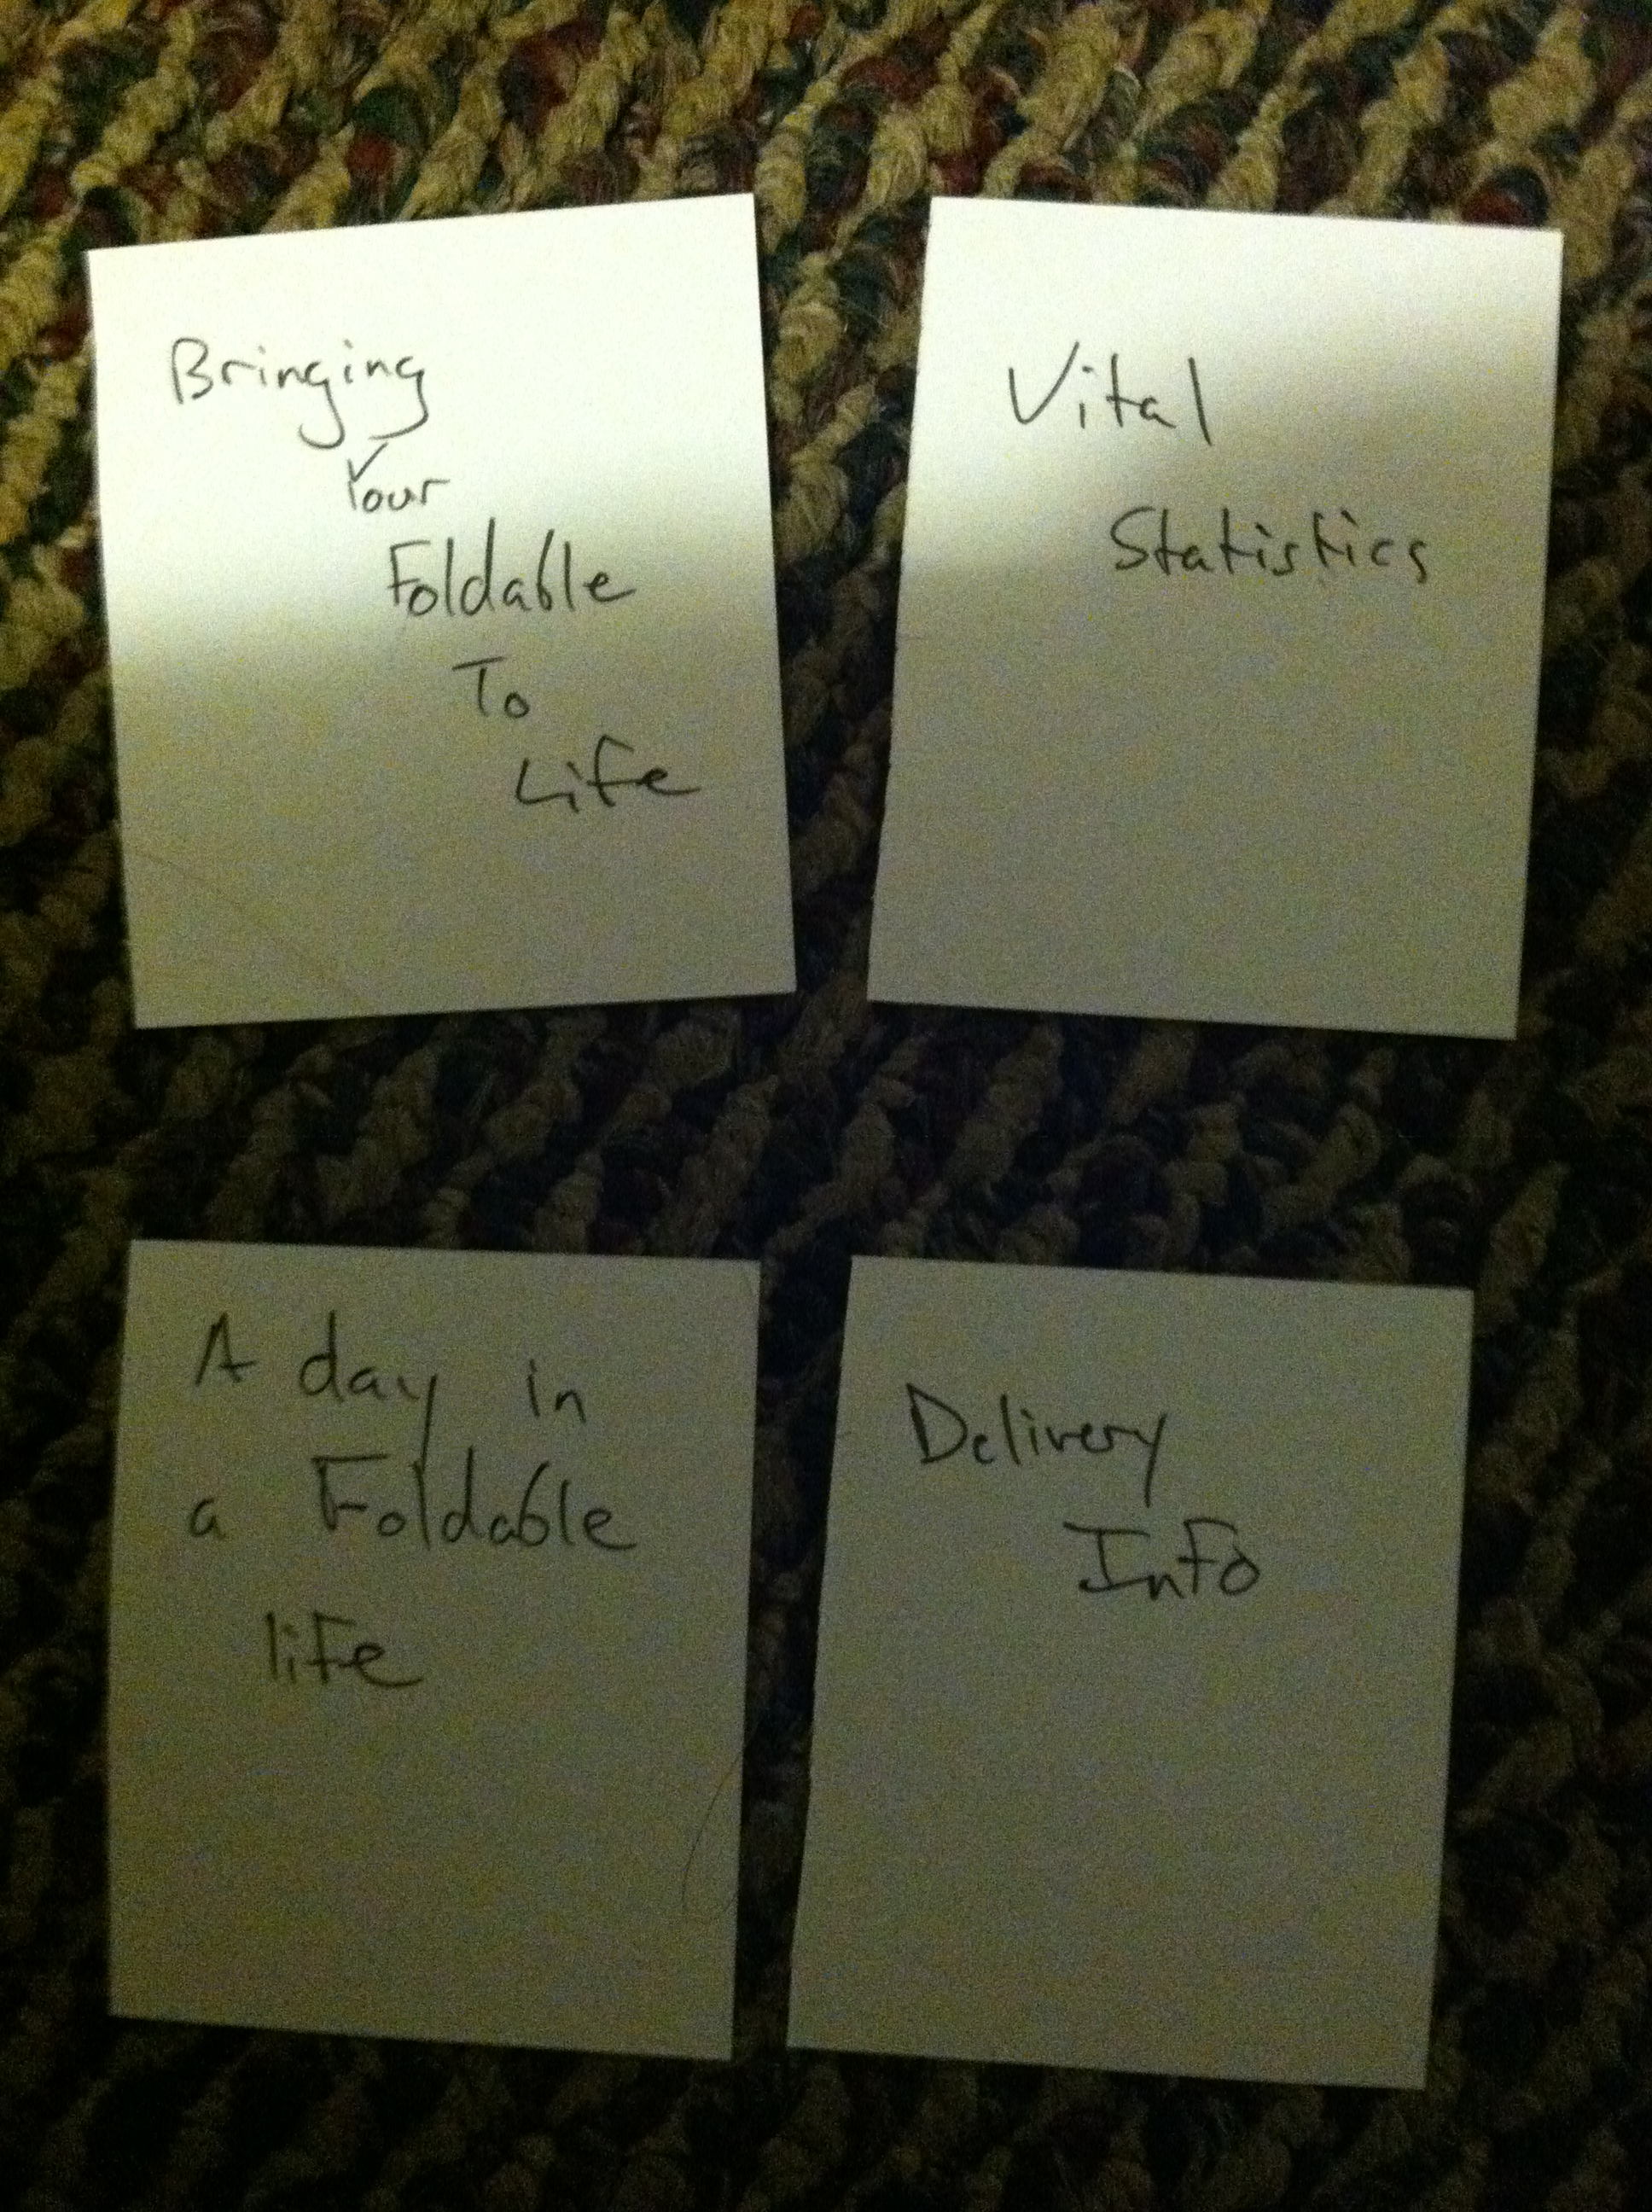 Bringing
Your
Foldable
To
Life
Vital
Statistics
A day in
a Foldable
life
Delivery
Info